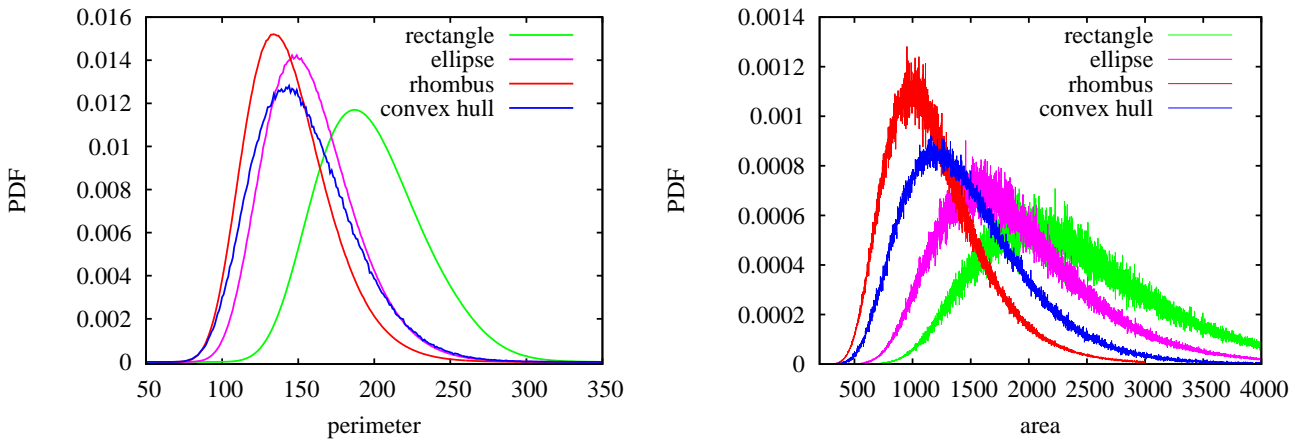 PDF
0.016
0.014
0.012
0.01
0.008
0.006
0.004
0.002
0
50 100 150 200 250 300 350
perimeter
rectangle
ellipse
rhombus
convex hull
PDF
0.0014
0.0012
0.001
0.0008
0.0006
0.0004
0.0002
0
500 1000 1500 2000 2500 3000 3500 4000
area
rectangle
ellipse
rhombus
convex hull